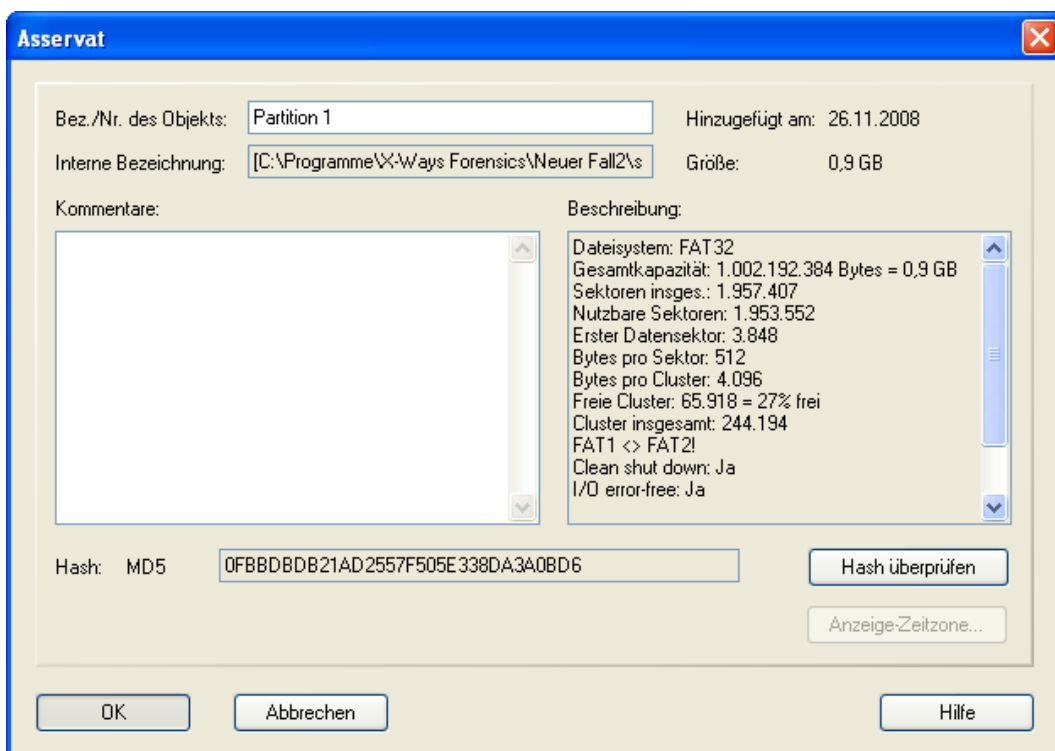 Asservat
Bez./Nr. des Objekts: Partition 1 Hinzugefügt am: 26.11.2008
Interne Bezeichnung: [C:\Programme\X-Ways Forensics\Neuer Fall2\s Größe: 0,9 GB
Kommentare:
Beschreibung:
Dateisystem: FAT32
Gesamtkapazität: 1.002.192.384 Bytes = 0,9 GB
Sektoren insges.: 1.957.407
Nutzbare Sektoren: 1.953.552
Erster Datensektor: 3.848
Bytes pro Sektor: 512
Bytes pro Cluster: 4.096
Freie Cluster: 65.918 = 27% frei
Cluster insgesamt: 244.194
FAT1 <> FAT2!
Clean shut down: Ja
I/O error-free: Ja
Hash: MD5 0FBBDBDB21AD2557F505E338DA3A0BD6 Hash überprüfen
Anzeige-Zeitzone...
OK Abbrechen Hilfe